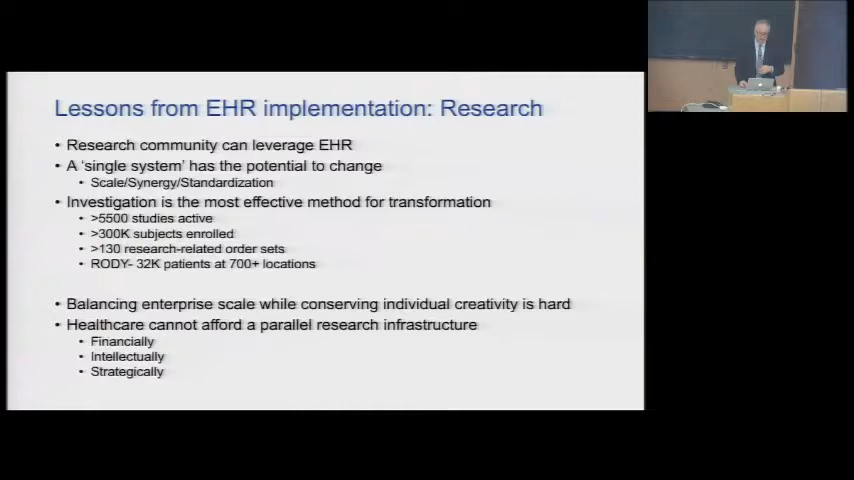 Lessons from EHR implementation: Research
• Research community can leverage EHR
• A 'single system' has the potential to change
• Scale/Synergy/Standardization
• Investigation is the most effective method for transformation
• >5500 studies active
• >300K subjects enrolled
• >130 research-related order sets
• RODY- 32K patients at 700+ locations
• Balancing enterprise scale while conserving individual creativity is hard
• Healthcare cannot afford a parallel research infrastructure
• Financially
• Intellectually
• Strategically